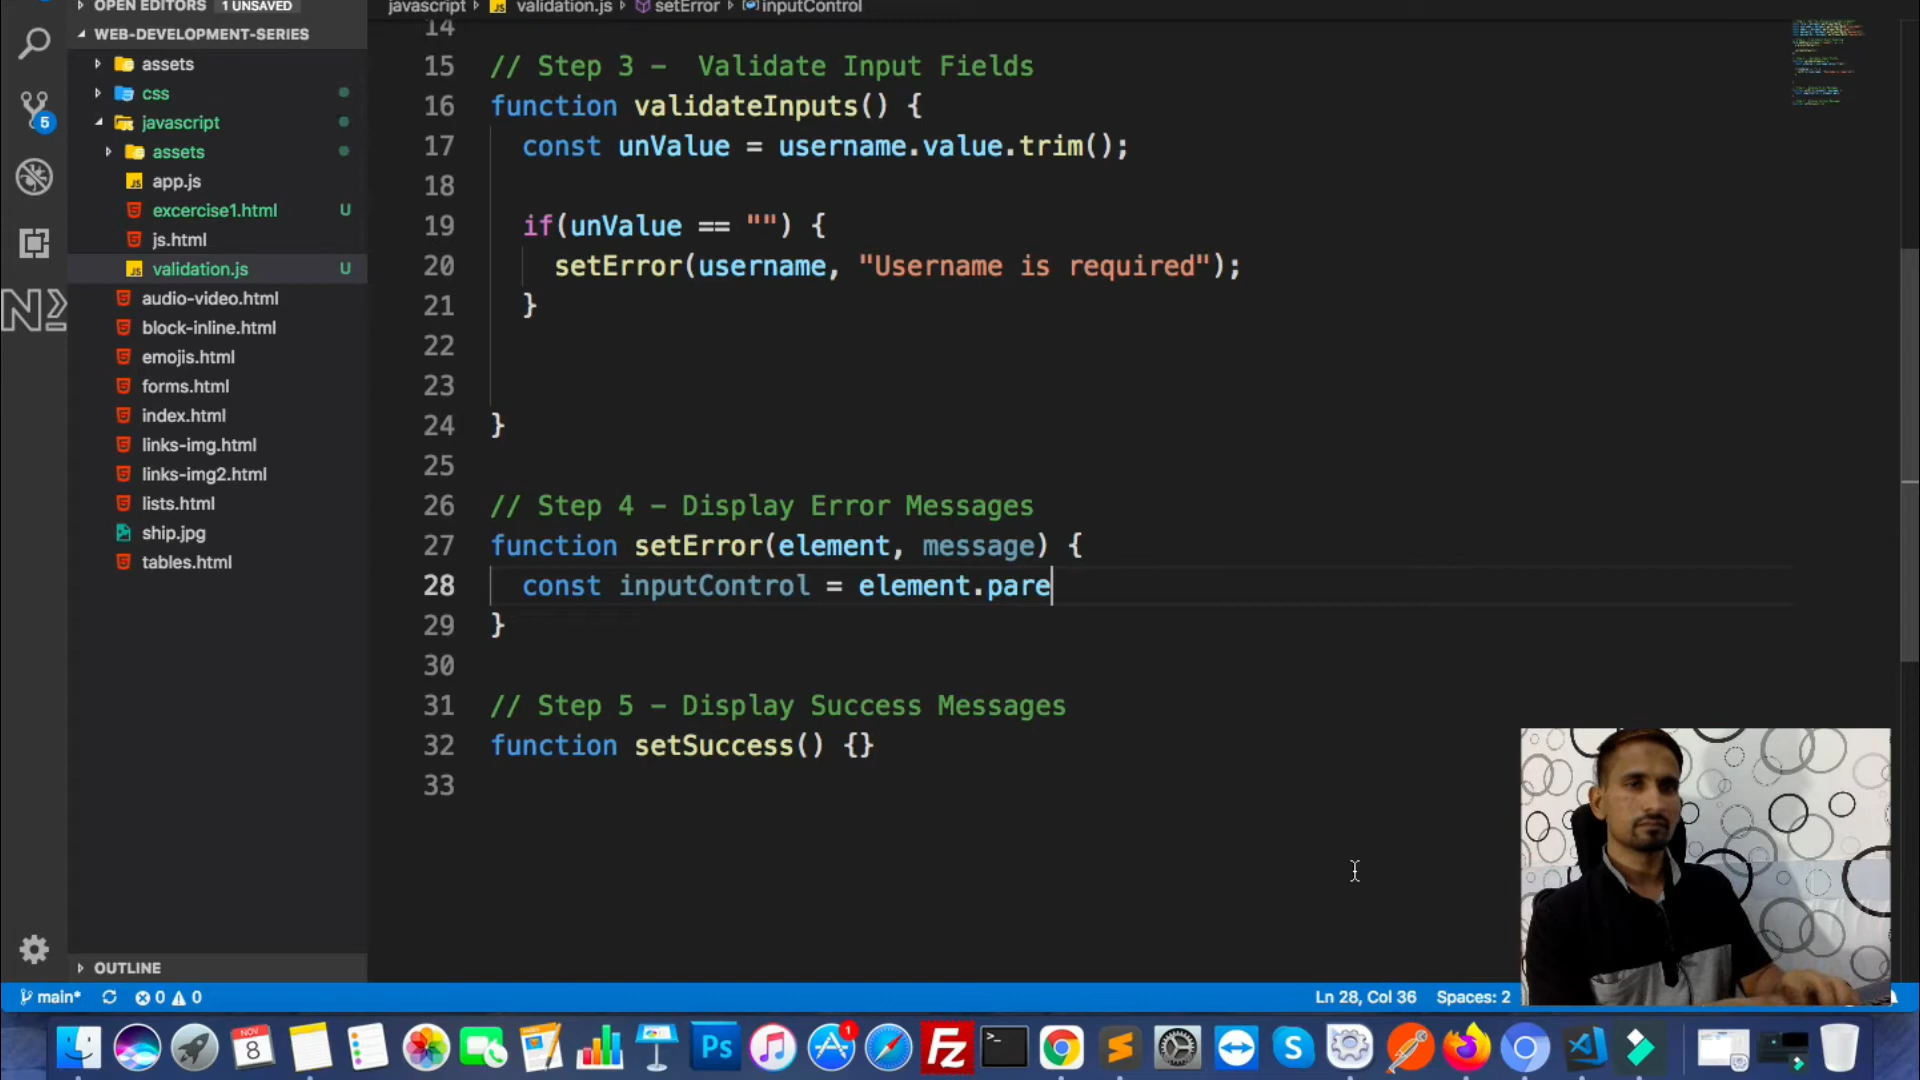 OPEN EDITORS 1 UNSAVED
javascript validation.js setError inputControl
WEB-DEVELOPMENT-SERIES
assets
css
javascript
assets
app.js
excercise1.html U
js.html
validation.js U
audio-video.html
block-inline.html
emojis.html
forms.html
index.html
links-img.html
links-img2.html
lists.html
ship.jpg
tables.html
OUTLINE
5
14
15 // Step 3 - Validate Input Fields
16 function validateInputs() {
17 const unValue = username.value.trim();
18
19 if(unValue == "") {
20 setError(username, "Username is required");
21 }
22
23
24 }
25
26 // Step 4 - Display Error Messages
27 function setError(element, message) {
28 const inputControl = element.pare
29 }
30
31 // Step 5 - Display Success Messages
32 function setSuccess() {}
33
main* 0 0 Ln 28, Col 36 Spaces: 2
NOV
8
Ps
1
Fz
>_
S